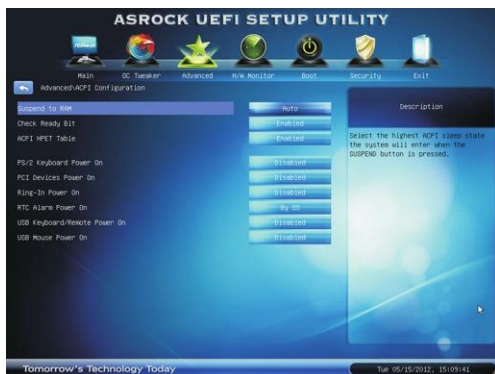 ASROCK UEFI SETUP UTILITY
Main OC Tweaker Advanced H/W Monitor Boot Security Exit
Advanced\ACPI Configuration
Suspend to RAM Auto
Check Ready Bit Enabled
ACPI HPET Table Enabled
PS/2 Keyboard Power On Disabled
PCI Devices Power On Disabled
Ring-In Power On Disabled
RTC Alarm Power On By OS
USB Keyboard/Remote Power On Disabled
USB Mouse Power On Disabled
Description
Select the highest ACPI sleep state
the system will enter when the
SUSPEND button is pressed.
Tomorrow's Technology Today
Tue 05/15/2012, 15:09:41